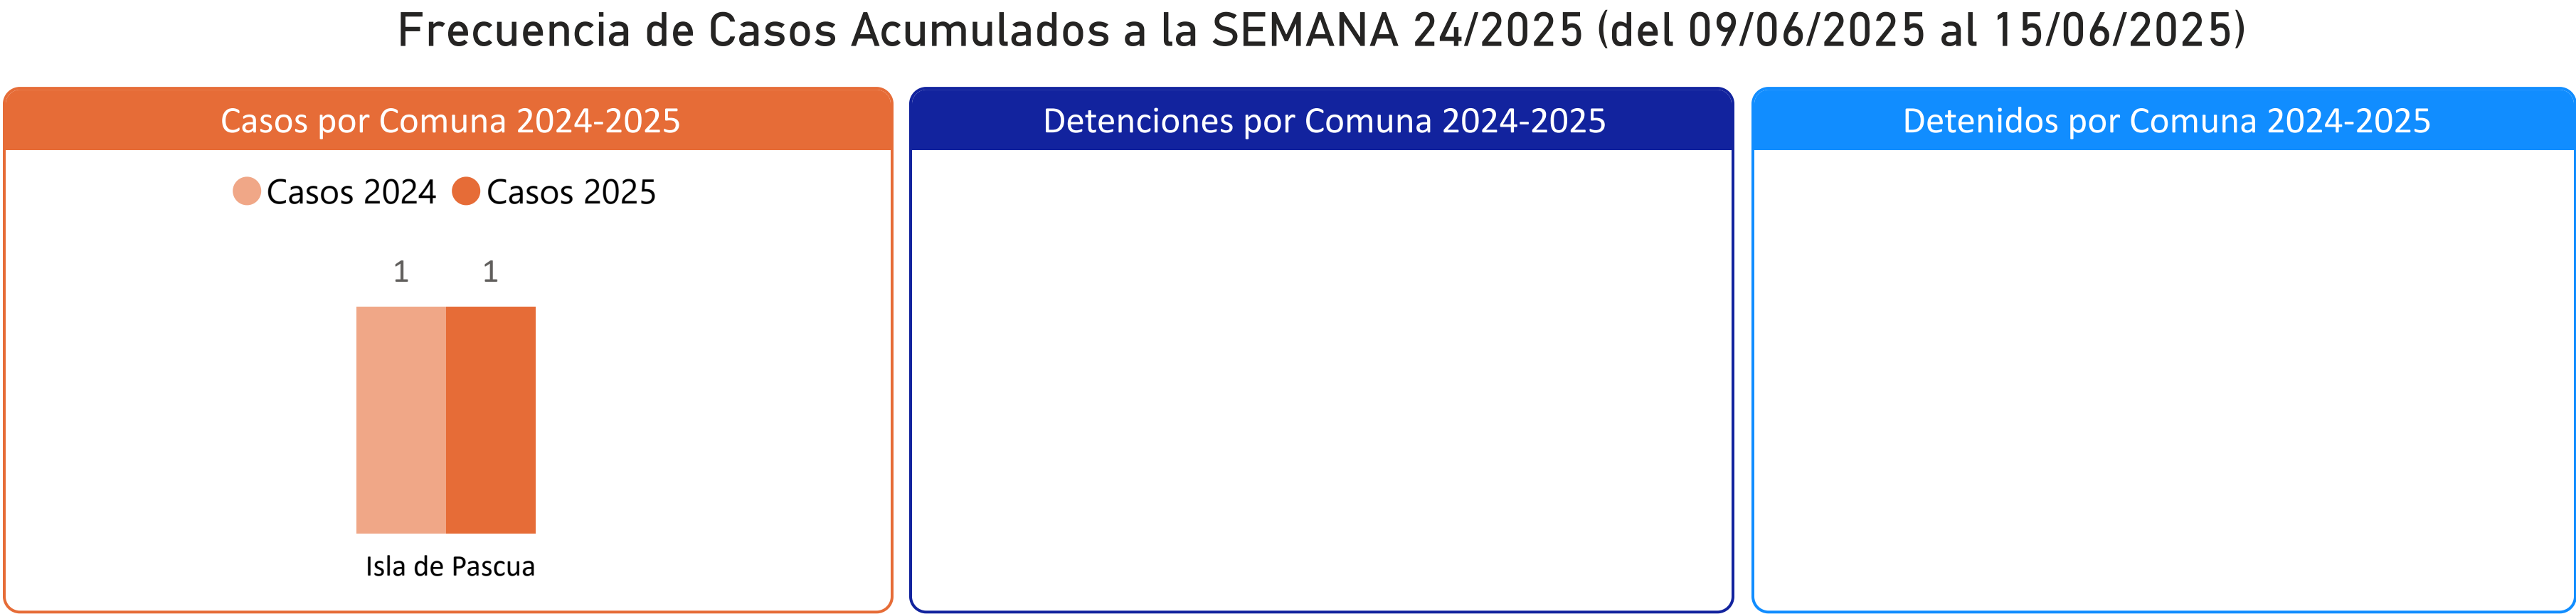 Frecuencia de Casos Acumulados a la SEMANA 24/2025 (del 09/06/2025 al 15/06/2025)
Casos por Comuna 2024-2025
Casos 2024 Casos 2025
1 1
Isla de Pascua
Detenciones por Comuna 2024-2025
Detenidos por Comuna 2024-2025